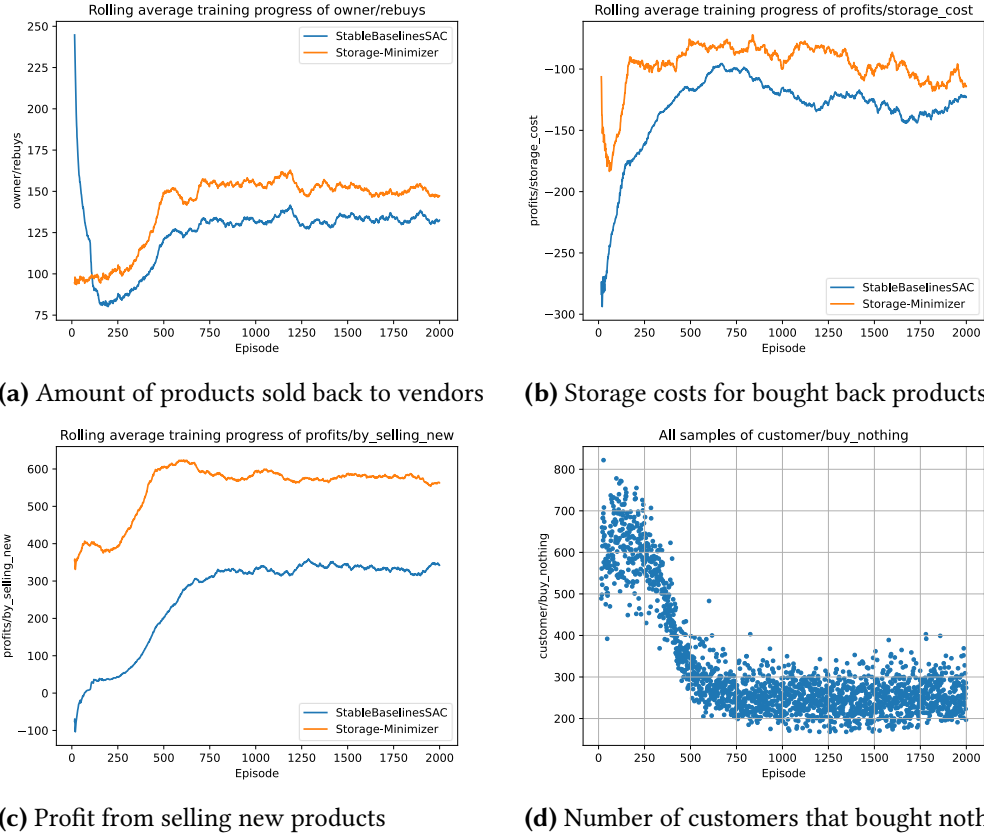 Rolling average training progress of owner/rebuys
250
225
200
175
150
125
100
75
owner/rebuys
0 250 500 750 1000 1250 1500 1750 2000
Episode
StableBaselinesSAC
Storage-Minimizer
(a) Amount of products sold back to vendors
Rolling average training progress of profits/storage_cost
−100
−150
−200
−250
−300
profits/storage_cost
0 250 500 750 1000 1250 1500 1750 2000
Episode
StableBaselinesSAC
Storage-Minimizer
(b) Storage costs for bought back products
Rolling average training progress of profits/by_selling_new
600
500
400
300
200
100
0
−100
profits/by_selling_new
0 250 500 750 1000 1250 1500 1750 2000
Episode
StableBaselinesSAC
Storage-Minimizer
(c) Profit from selling new products
All samples of customer/buy_nothing
800
700
600
500
400
300
200
customer/buy_nothing
0 250 500 750 1000 1250 1500 1750 2000
Episode
(d) Number of customers that bought noth